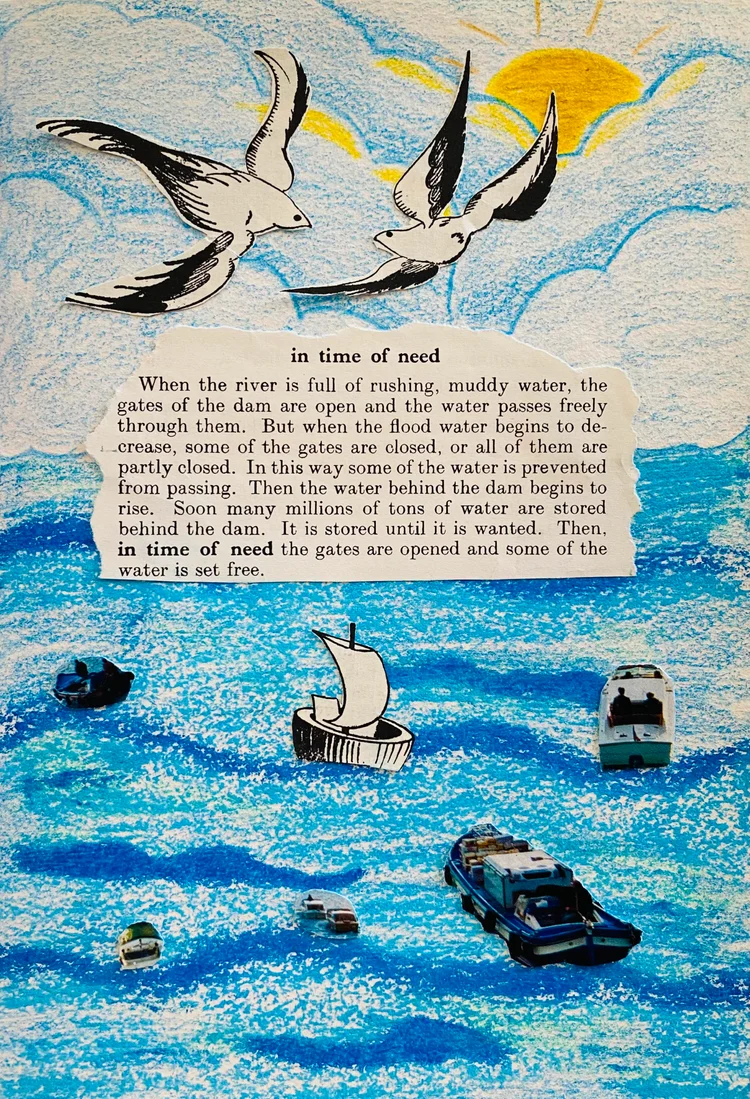 in time of need
When the river is full of rushing, muddy water, the
gates of the dam are open and the water passes freely
through them. But when the flood water begins to de-
crease, some of the gates are closed, or all of them are
partly closed. In this way some of the water is prevented
from passing. Then the water behind the dam begins to
rise. Soon many millions of tons of water are stored
behind the dam. It is stored until it is wanted. Then,
in time of need the gates are opened and some of the
water is set free.